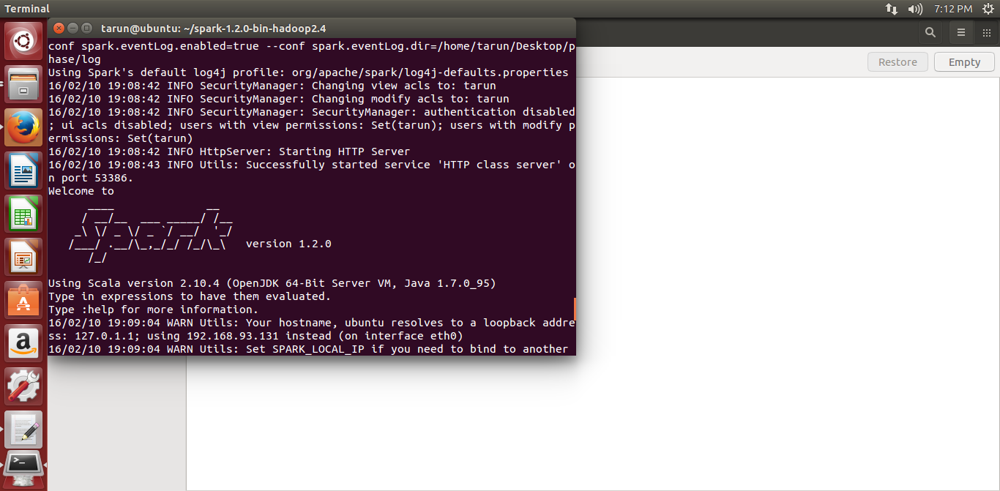 Terminal
7:12 PM
tarun@ubuntu: ~/spark-1.2.0-bin-hadoop2.4
Restore
Empty
conf spark.eventLog.enabled=true --conf spark.eventLog.dir=/home/tarun/Desktop/p
hase/log
Using Spark's default log4j profile: org/apache/spark/log4j-defaults.properties
16/02/10 19:08:42 INFO SecurityManager: Changing view acls to: tarun
16/02/10 19:08:42 INFO SecurityManager: Changing modify acls to: tarun
16/02/10 19:08:42 INFO SecurityManager: SecurityManager: authentication disabled
; ui acls disabled; users with view permissions: Set(tarun); users with modify p
ermissions: Set(tarun)
16/02/10 19:08:42 INFO HttpServer: Starting HTTP Server
16/02/10 19:08:43 INFO Utils: Successfully started service 'HTTP class server' o
n port 53386.
Welcome to
      ____              __
     / __/__  ___ _____/ /__
    _\ \/ _ \/ _ `/ __/  '_/
   /___/ .__/\_,_/_/ /_/\_\   version 1.2.0
      /_/
Using Scala version 2.10.4 (OpenJDK 64-Bit Server VM, Java 1.7.0_95)
Type in expressions to have them evaluated.
Type :help for more information.
16/02/10 19:09:04 WARN Utils: Your hostname, ubuntu resolves to a loopback addre
ss: 127.0.1.1; using 192.168.93.131 instead (on interface eth0)
16/02/10 19:09:04 WARN Utils: Set SPARK_LOCAL_IP if you need to bind to another